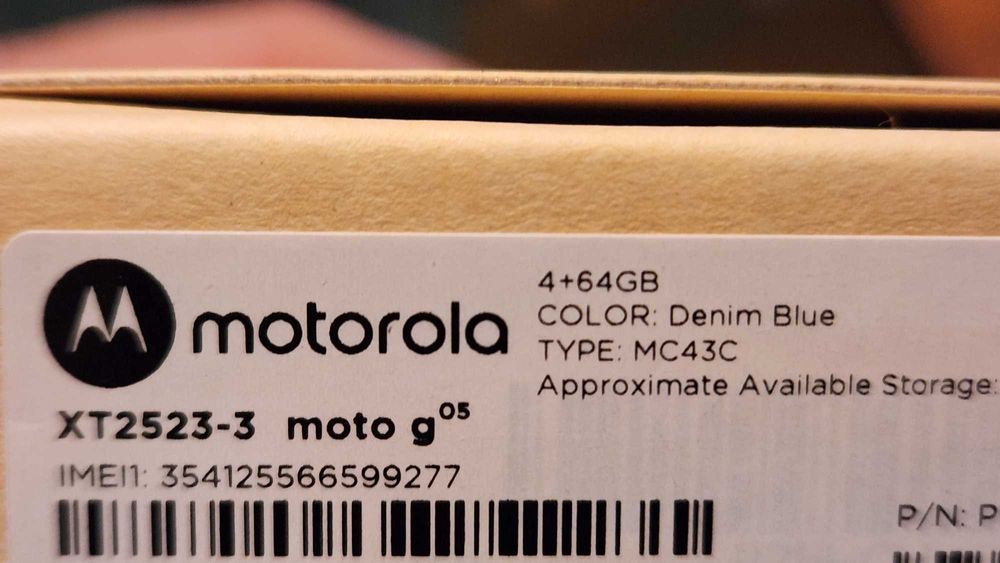 motorola
4+64GB
COLOR: Denim Blue
TYPE: MC43C
Approximate Available Storage:
XT2523-3 moto g05
IMEI1: 354125566599277
P/N: P